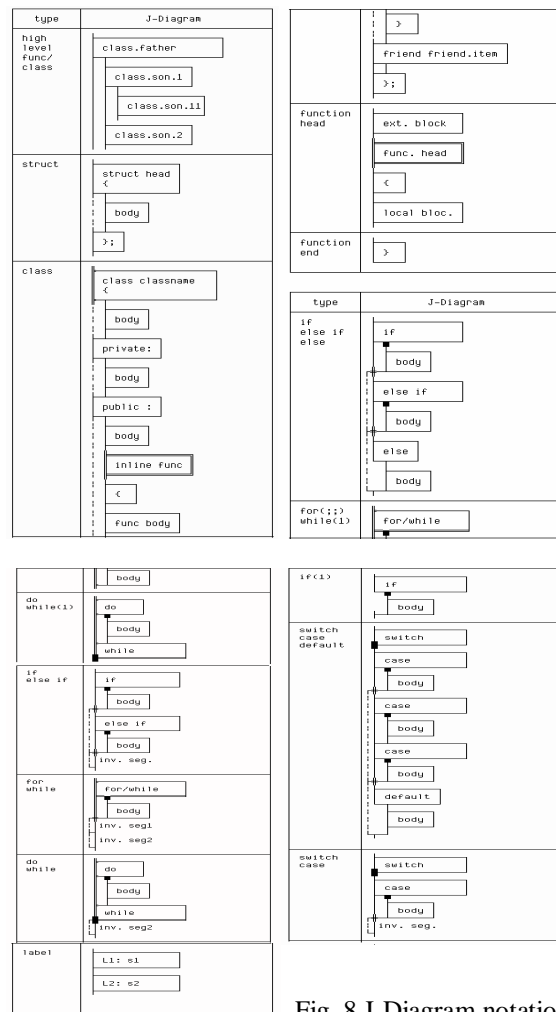 type J-Diagram
high
level
func/
class
class.father
class.son.1
class.son.11
class.son.2
struct
struct head
{
body
};
class
class classname
{
body
private:
body
public :
body
inline func
{
func body
}
friend friend.item
};
function
head
ext. block
func. head
{
local bloc.
function
end
}
type J-Diagram
if
else if
else
if
body
else if
body
else
body
for(;;)
while(1)
for/while
body
do
while(1)
do
body
while
if
else if
if
body
else if
body
inv. seg.
for
while
for/while
body
inv. seg1
inv. seg2
do
while
do
body
while
inv. seg2
label
L1: s1
L2: s2
if(1)
if
body
switch
case
default
switch
case
body
case
body
case
body
default
body
switch
case
switch
case
body
inv. seg.
Fig. 8 J-Diagram notatio